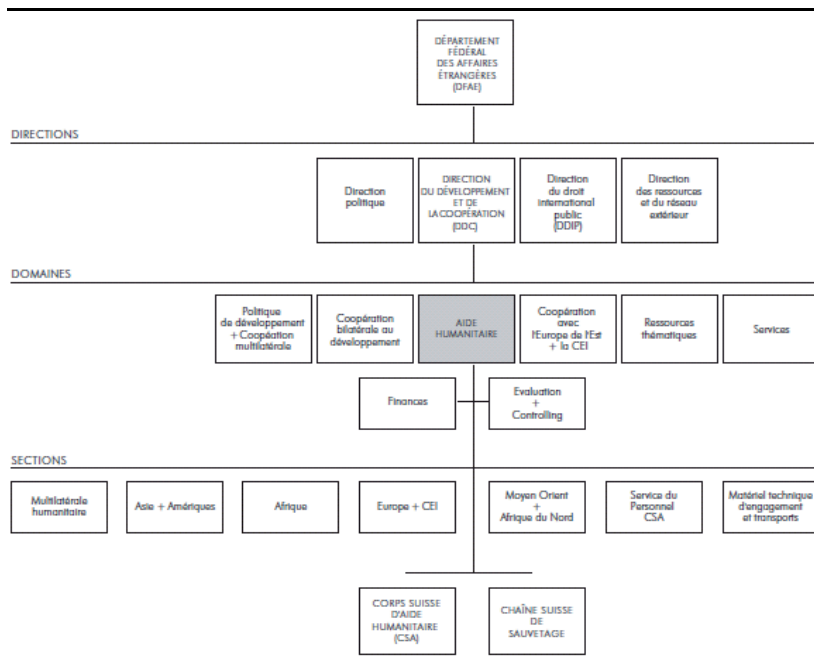 DÉPARTEMENT
FÉDÉRAL
DES AFFAIRES
ÉTRANGÈRES
(DFAE)
DIRECTIONS
Direction
politique
DIRECTION
DU DÉVELOPPEMENT
ET DE
LA COOPÉRATION
(DDC)
Direction
du droit
international
public
(DDIP)
Direction
des ressources
et du réseau
extérieur
DOMAINES
Politique
de développement
+ Coopéation
multilatérale
Coopération
bilatérale au
développement
AIDE
HUMANITAIRE
Coopération
avec
l'Europe de l'Est
+ la CEI
Ressources
thématiques
Services
Finances
Evaluation
+
Controlling
SECTIONS
Multilatérale
humanitaire
Asie + Amériques
Afrique
Europe + CEI
Moyen Orient
+
Afrique du Nord
Service du
Personnel
CSA
Matériel technique
d'engagement
et transports
CORPS SUISSE
D'AIDE
HUMANITAIRE
(CSA)
CHAÎNE SUISSE
DE
SAUVETAGE